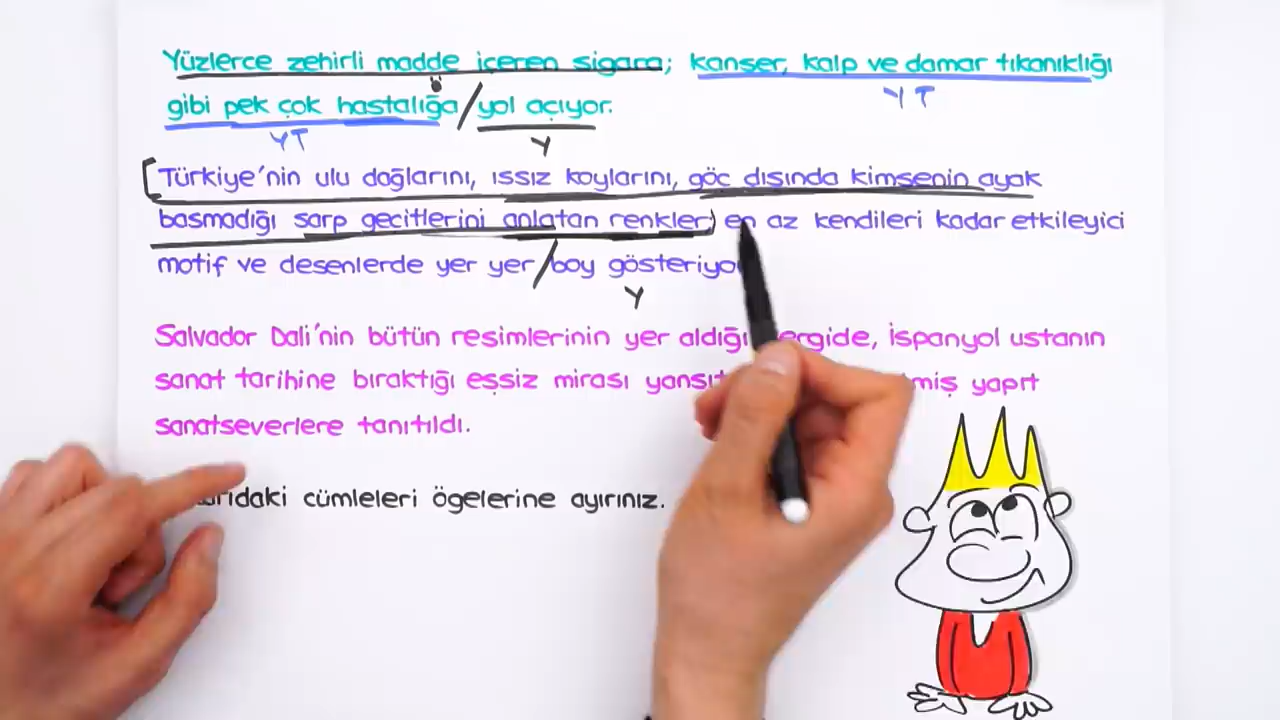 Yüzlerce zehirli madde içeren sigara; kanser, kalp ve damar tıkanıklığı
YT
gibi pek çok hastalığa / yol açıyor.
YT Y
Türkiye'nin ulu dağlarını, ıssız koylarını, göç dışında kimsenin ayak
basmadığı sarp geçitlerini anlatan renkler, en az kendileri kadar etkileyici
motif ve desenlerde yer yer / boy gösteriyo
Y
Salvador Dali'nin bütün resimlerinin yer aldığı ergide, İspanyol ustanın
sanat tarihine bıraktığı eşsiz mirası yansıt miş yapıt
sanatseverlere tanıtıldı.
arıdaki cümleleri ögelerine ayırınız.